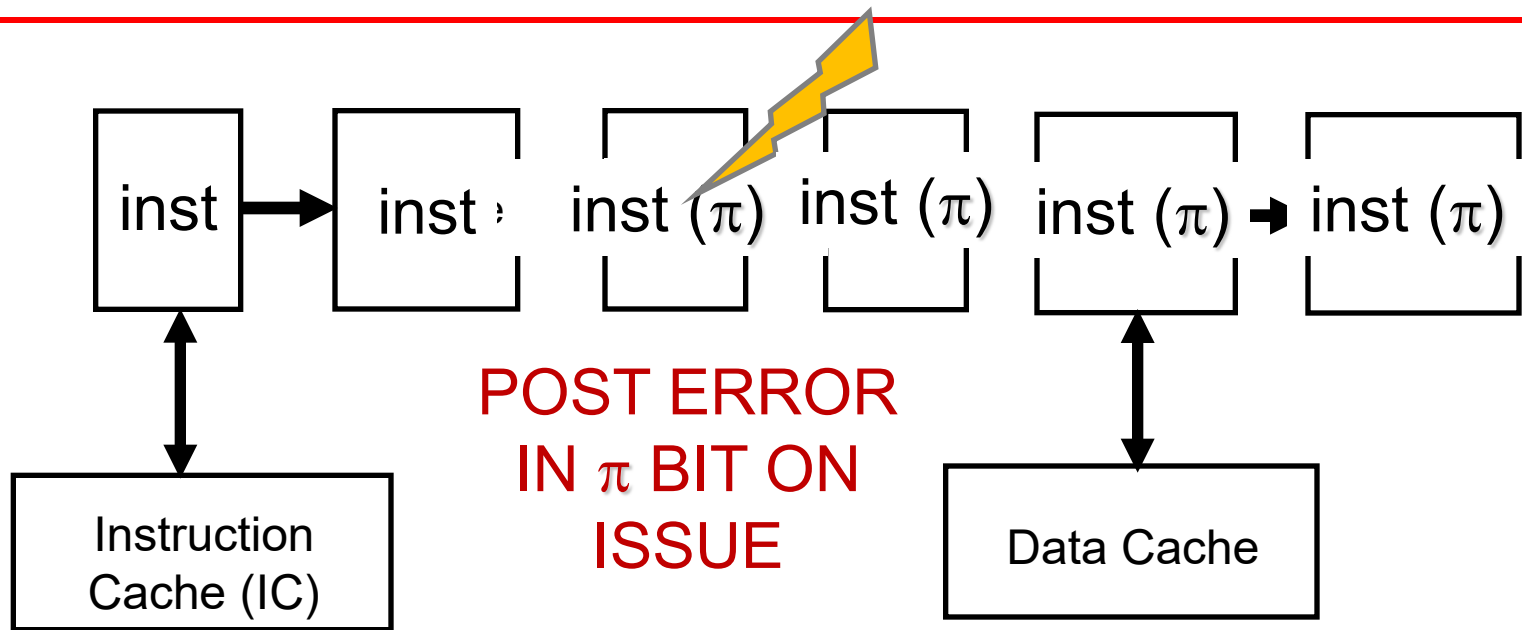 inst
inst
inst (π)
inst (π)
inst (π)
inst (π)
POST ERROR
IN π BIT ON
ISSUE
Instruction
Cache (IC)
Data Cache